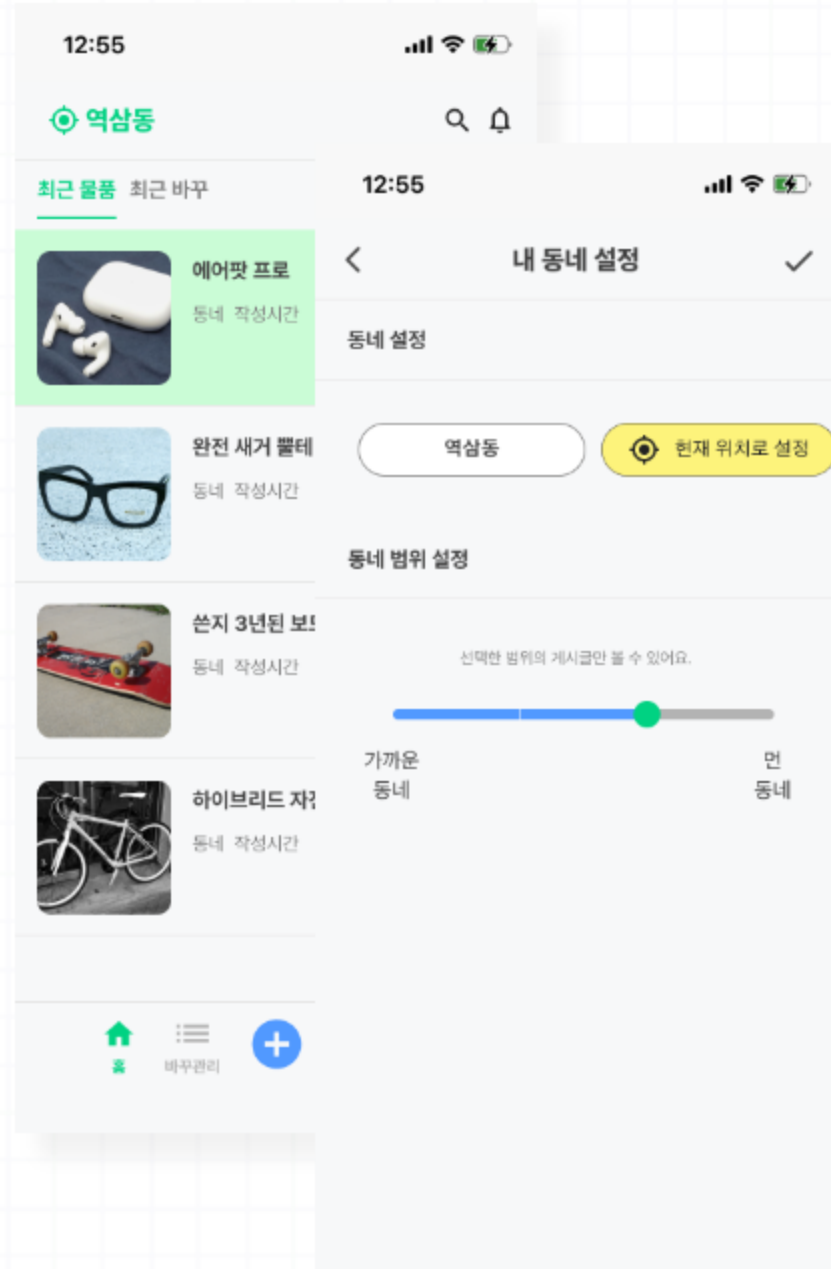 12:55
역삼동
최근 물품 최근 바꾸
에어팟 프로
동네 작성시간
완전 새거 뿔테
동네 작성시간
쓴지 3년된
동네 작성시간
하이브리드
동네 작성시간
홈
바꾸관리
12:55
내 동네 설정
동네 설정
역삼동
현재 위치로 설정
동네 범위 설정
선택한 범위의 게시글만 볼 수 있어요.
가까운
동네
먼
동네